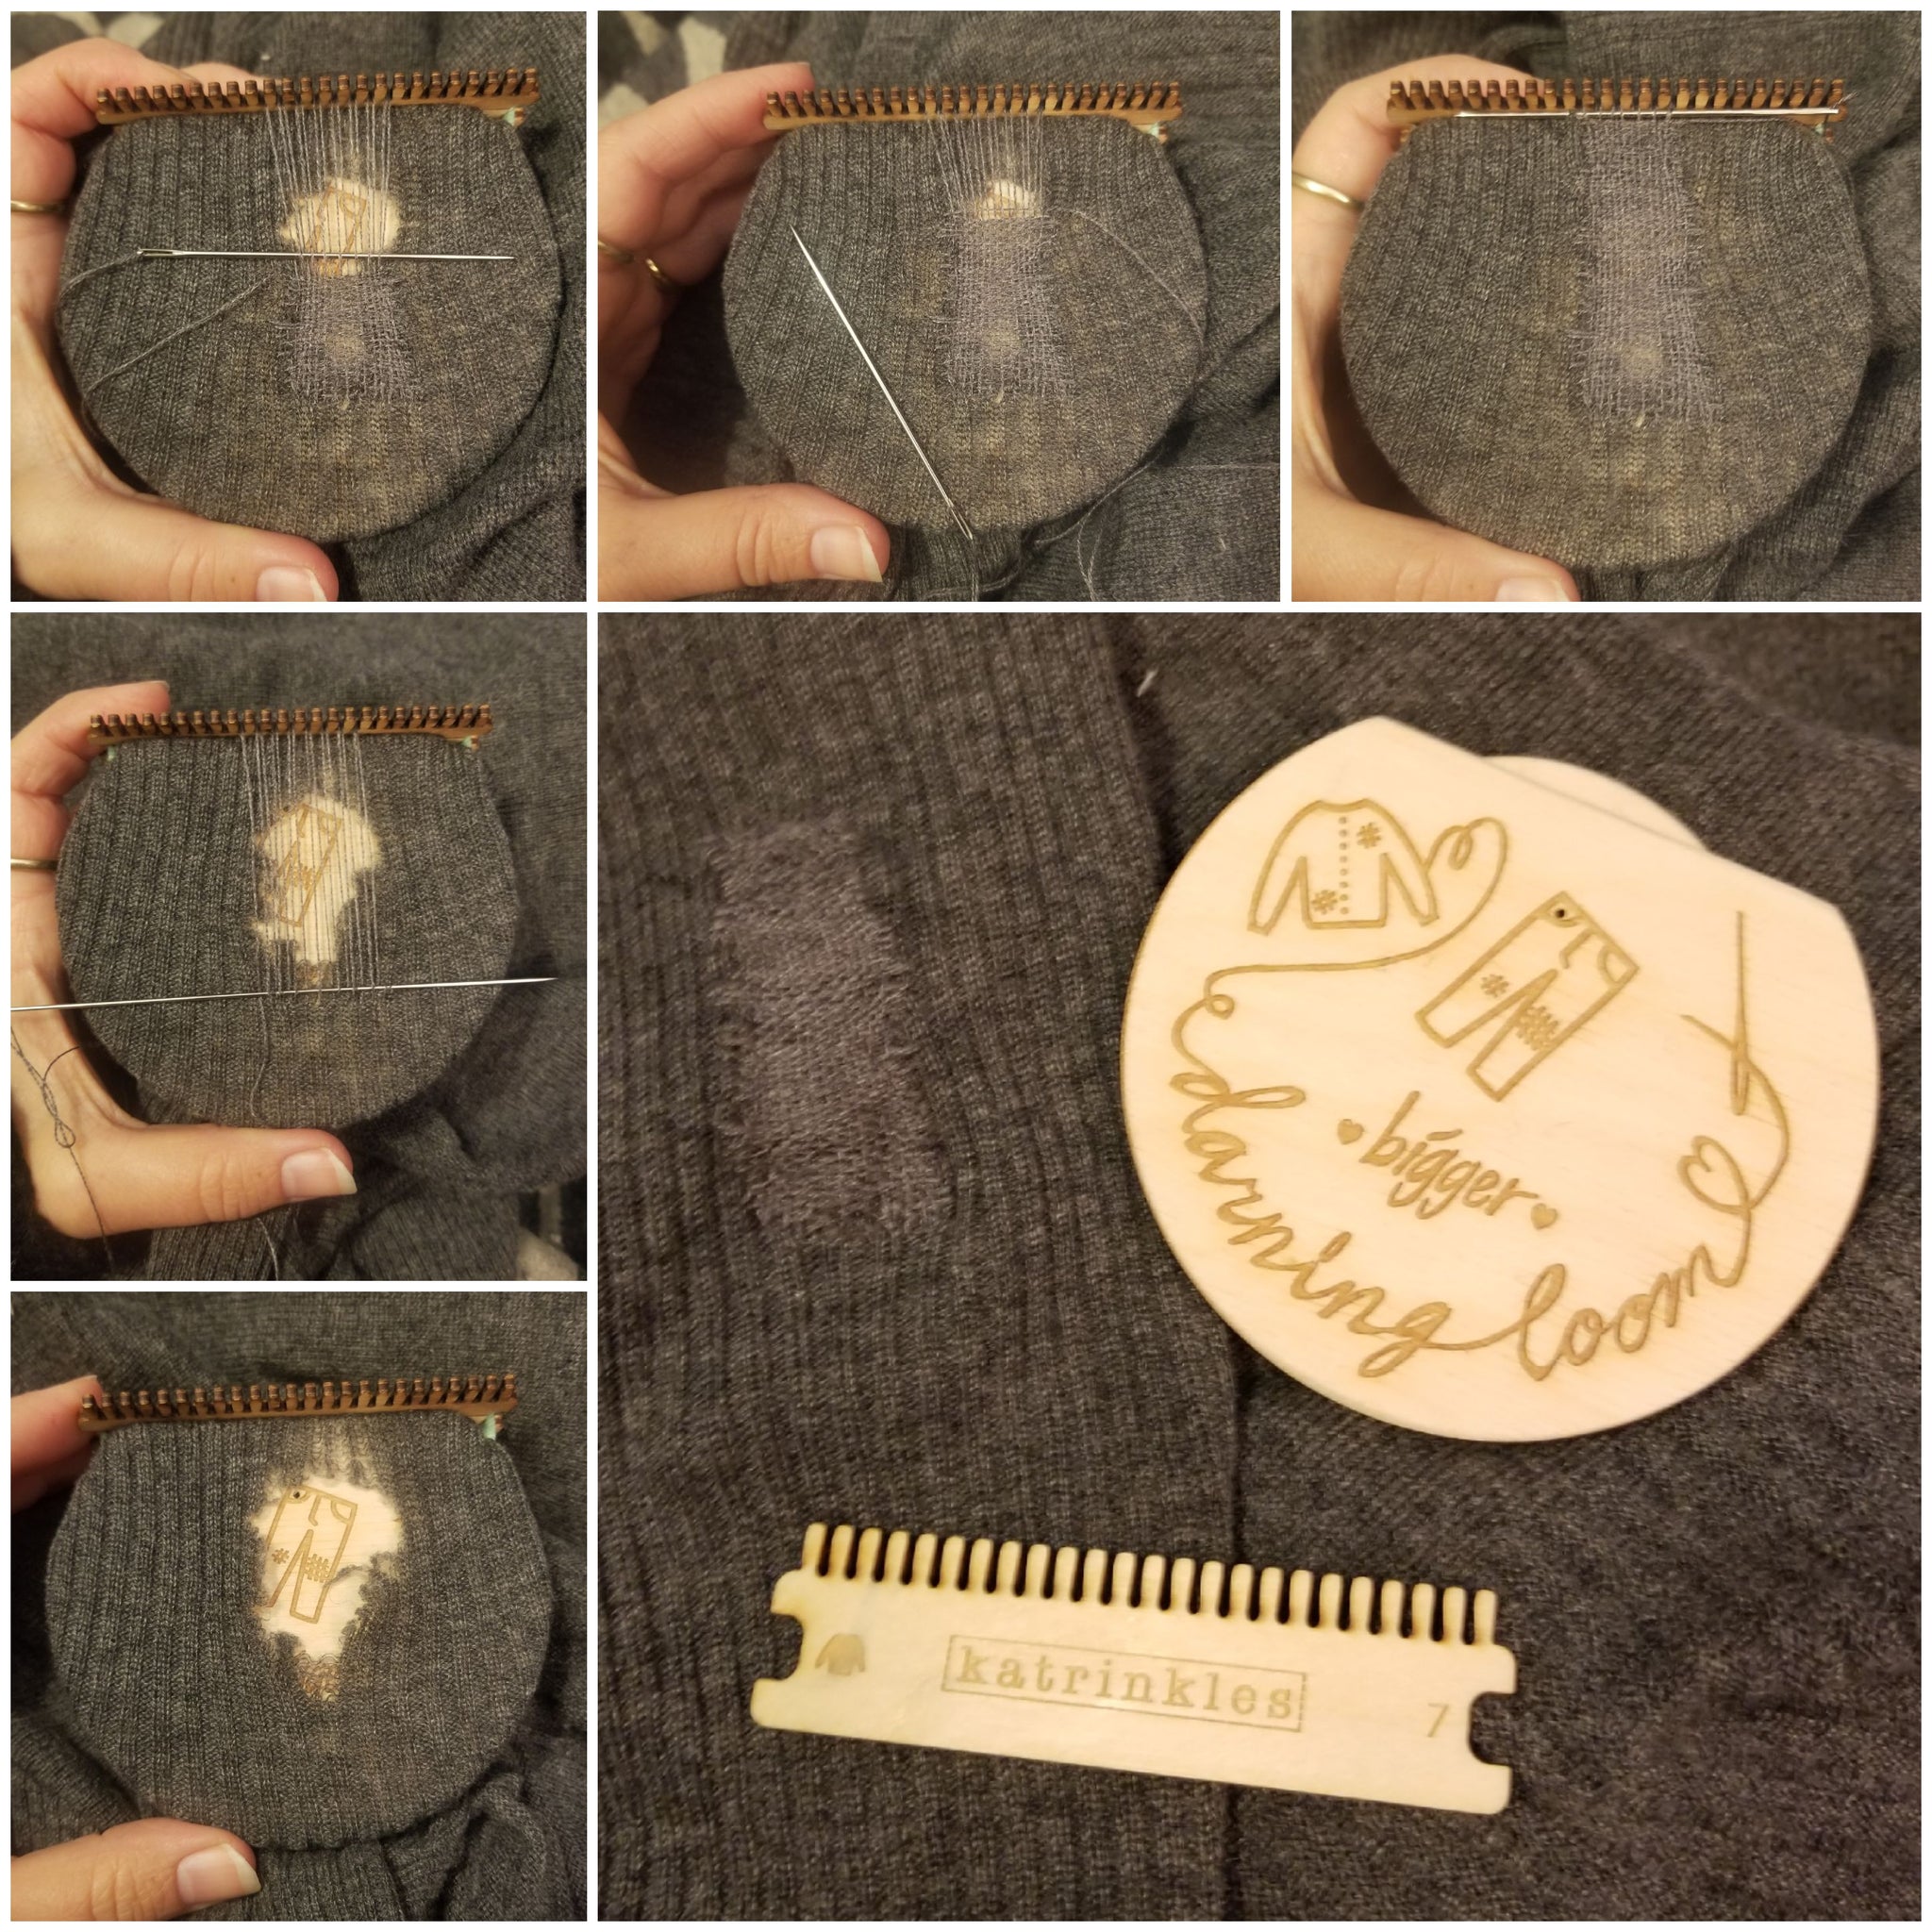 bigger
darning loom
katrinkles
7